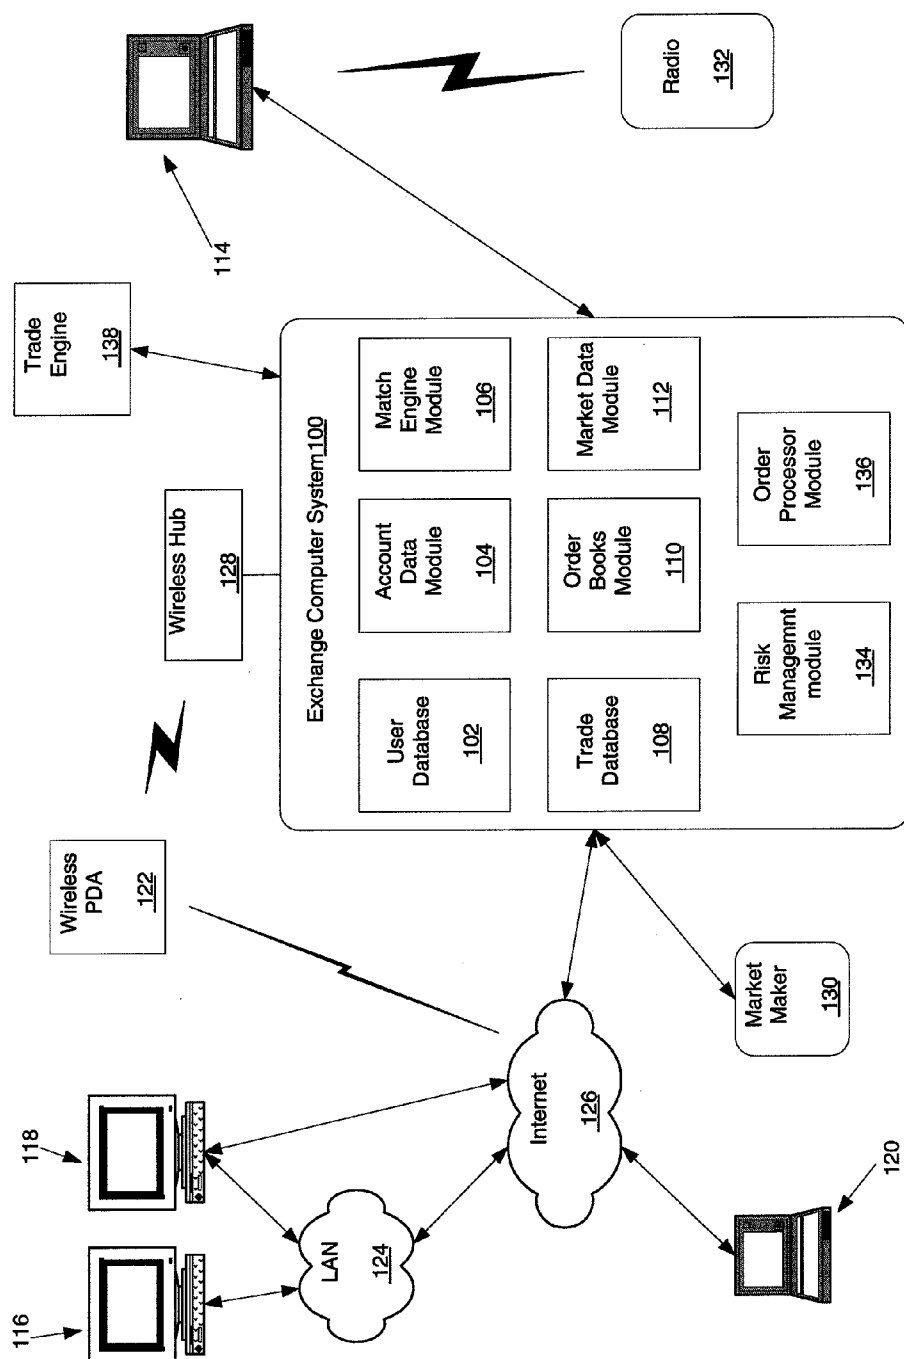 116
118
LAN
124
Wireless
PDA
122
Internet
126
120
Market
Maker
130
Wireless Hub
128
Trade
Engine
138
114
Radio
132
Exchange Computer System100
User
Database
102
Account
Data
Module
104
Match
Engine
Module
106
Trade
Database
108
Order
Books
Module
110
Market Data
Module
112
Risk
Managemnt
module
134
Order
Processor
Module
136